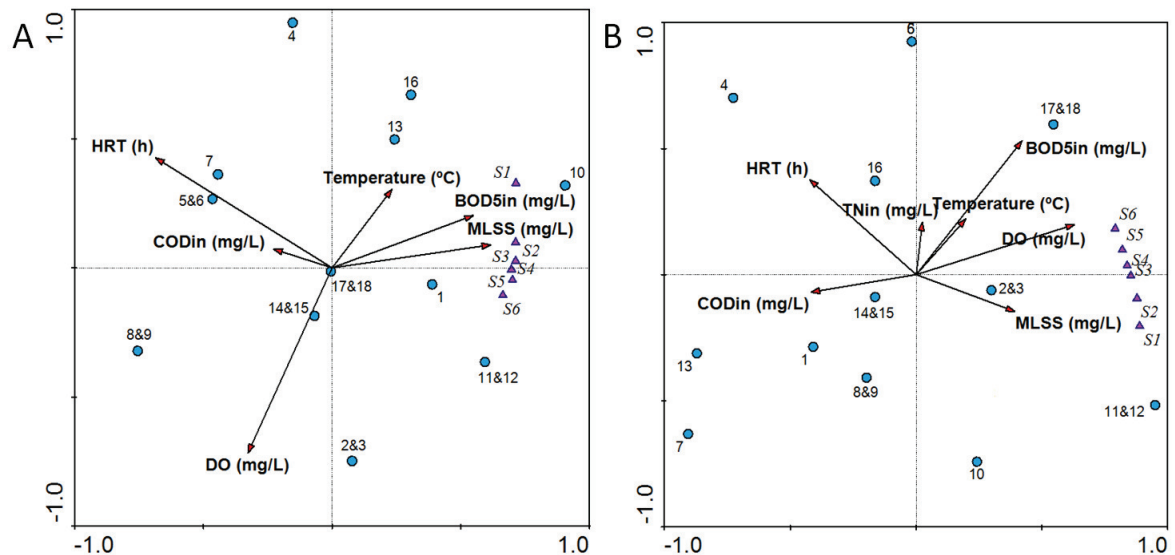 A
1.0
4
16
13
HRT (h)
7
5&6
Temperature (ºC)
S1
10
BOD5in (mg/L)
MLSS (mg/L)
CODin (mg/L)
S3
S2
S4
17&18
S5
1
S6
14&15
8&9
11&12
2&3
DO (mg/L)
-1.0
-1.0
1.0
B
1.0
6
4
17&18
BOD5in (mg/L)
HRT (h)
16
TNin (mg/L)
Temperature (ºC)
DO (mg/L)
S6
S5
S4
S3
CODin (mg/L)
2&3
14&15
MLSS (mg/L)
S2
S1
1
13
8&9
11&12
7
10
-1.0
-1.0
1.0